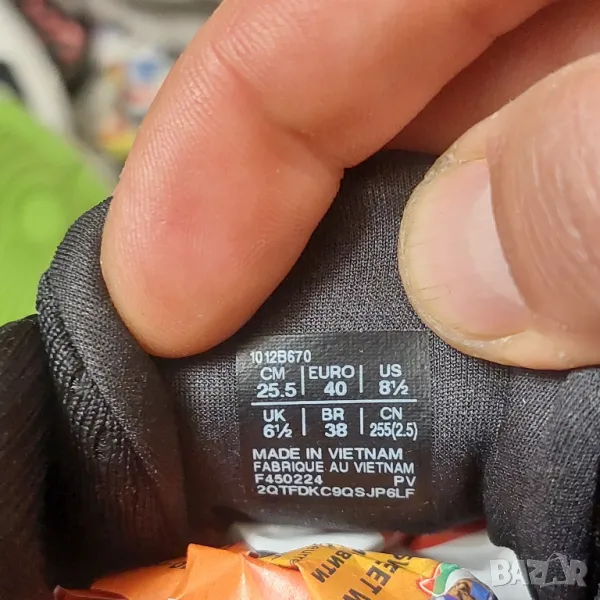 1012B670
CM EURO US
25.5 40 8½
UK BR CN
6½ 38 255(2.5)
MADE IN VIETNAM
FABRIQUE AU VIETNAM
F450224 PV
2QTFDKC9QSJP6LF
BAZAR